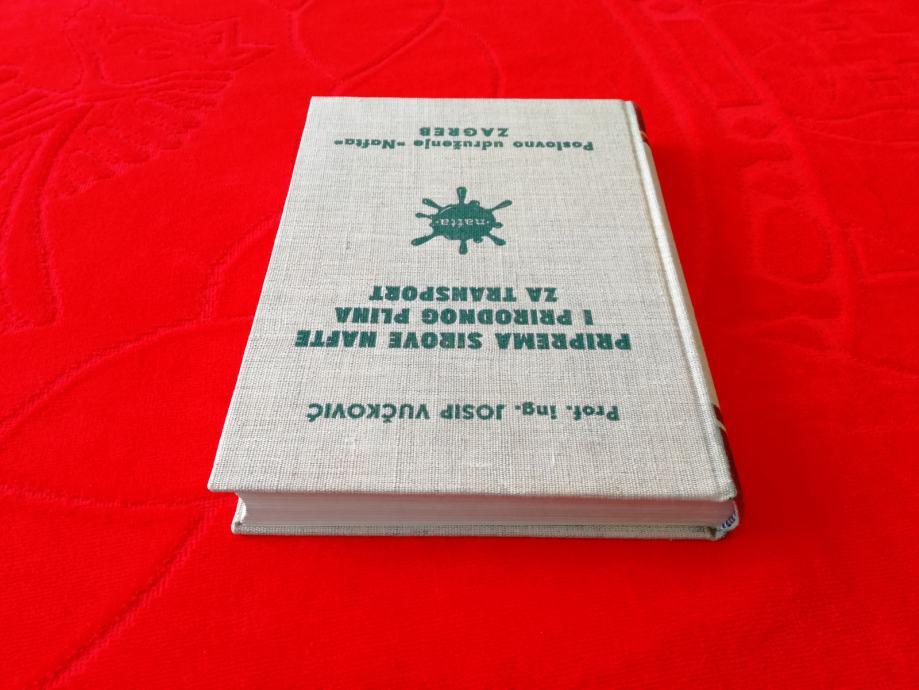 Prof. ing. JOSIP VUČKOVIĆ
PRIPREMA SIROVE NAFTE
I PRIRODNOG PLINA
ZA TRANSPORT
·nafta·
Poslovno udruženje »Nafta«
ZAGREB